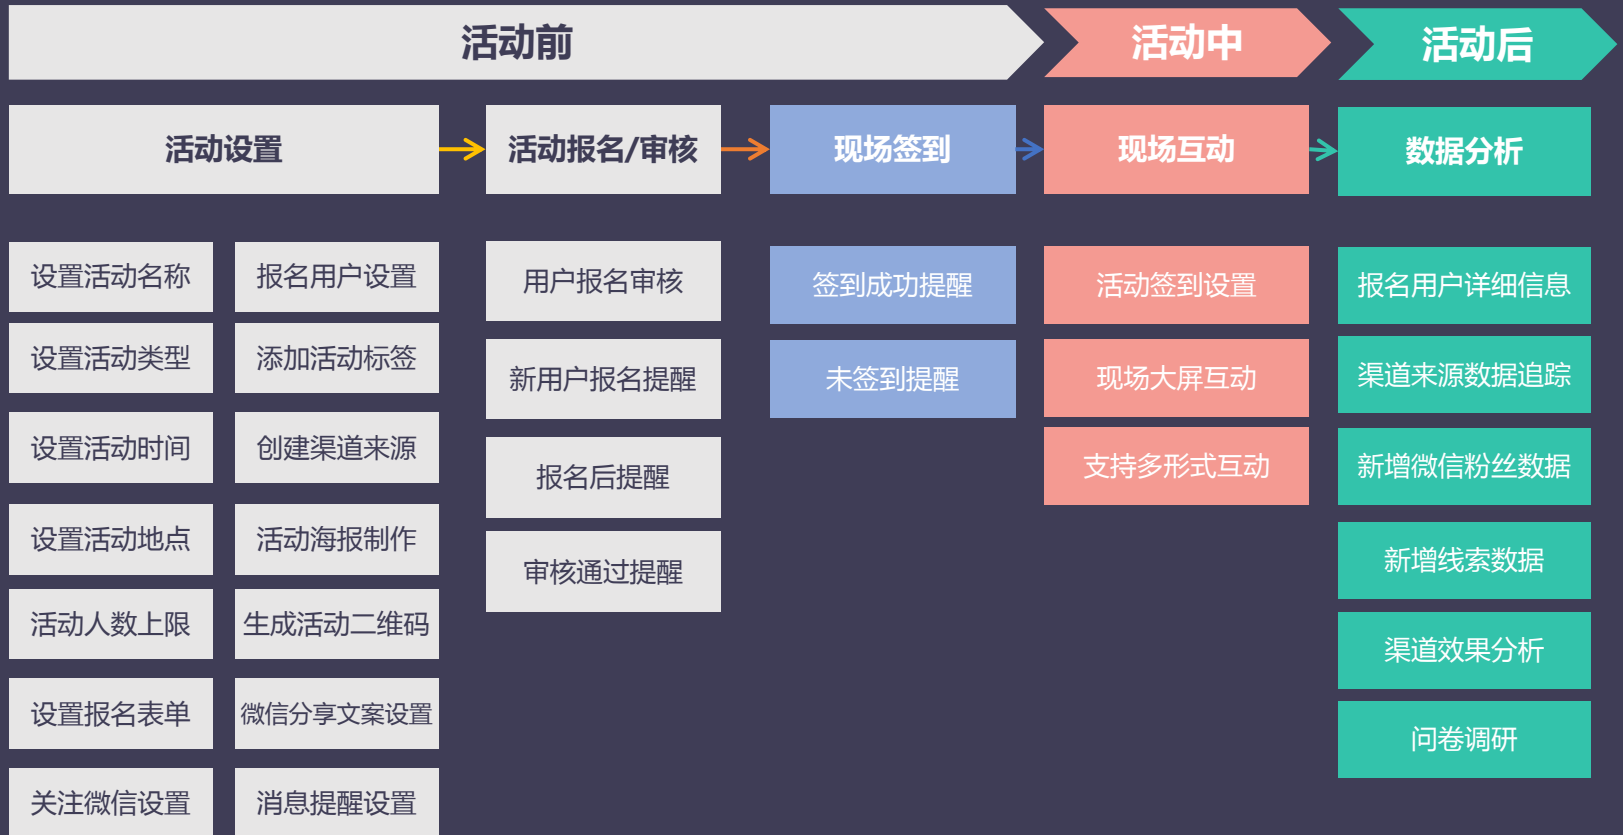 活动前
活动中
活动后
活动设置
活动报名/审核
现场签到
现场互动
数据分析
设置活动名称
报名用户设置
设置活动类型
添加活动标签
设置活动时间
创建渠道来源
设置活动地点
活动海报制作
活动人数上限
生成活动二维码
设置报名表单
微信分享文案设置
关注微信设置
消息提醒设置
用户报名审核
新用户报名提醒
报名后提醒
审核通过提醒
签到成功提醒
未签到提醒
活动签到设置
现场大屏互动
支持多形式互动
报名用户详细信息
渠道来源数据追踪
新增微信粉丝数据
新增线索数据
渠道效果分析
问卷调研